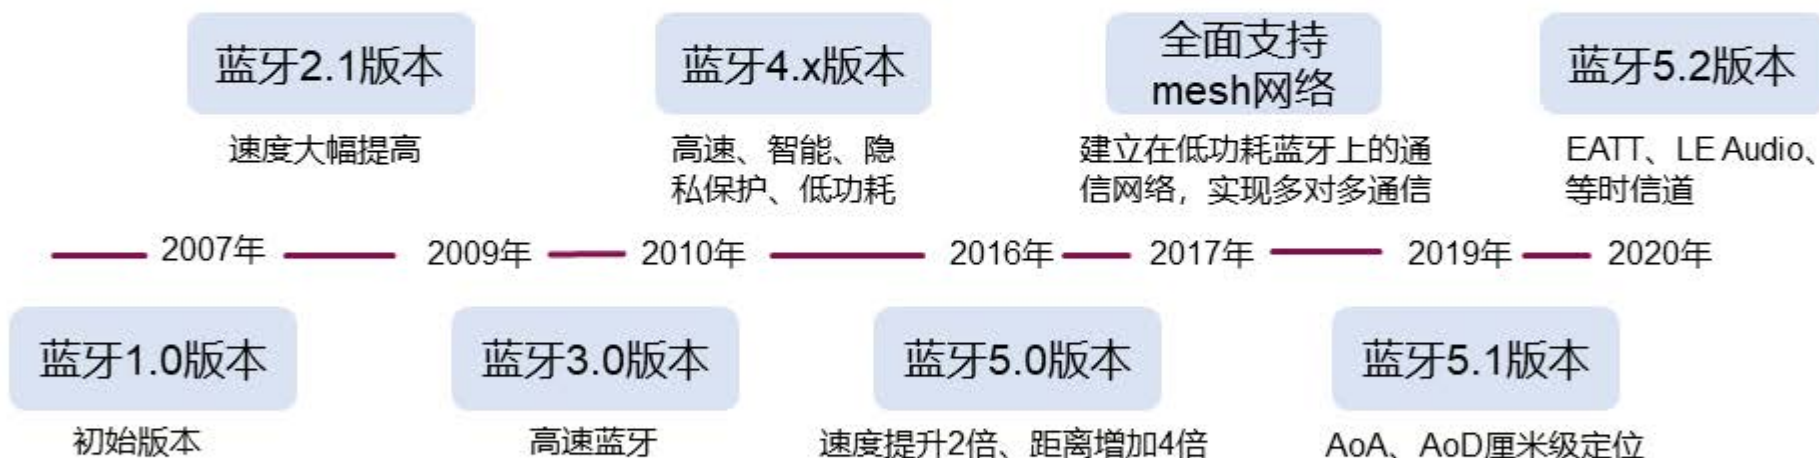 蓝牙2.1版本
速度大幅提高
蓝牙4.x版本
高速、智能、隐
私保护、低功耗
全面支持
mesh网络
建立在低功耗蓝牙上的通
信网络，实现多对多通信
蓝牙5.2版本
EATT、LE Audio、
等时信道
2007年
2009年
2010年
2016年
2017年
2019年
2020年
蓝牙1.0版本
初始版本
蓝牙3.0版本
高速蓝牙
蓝牙5.0版本
速度提升2倍、距离增加4倍
蓝牙5.1版本
AoA、AoD厘米级定位